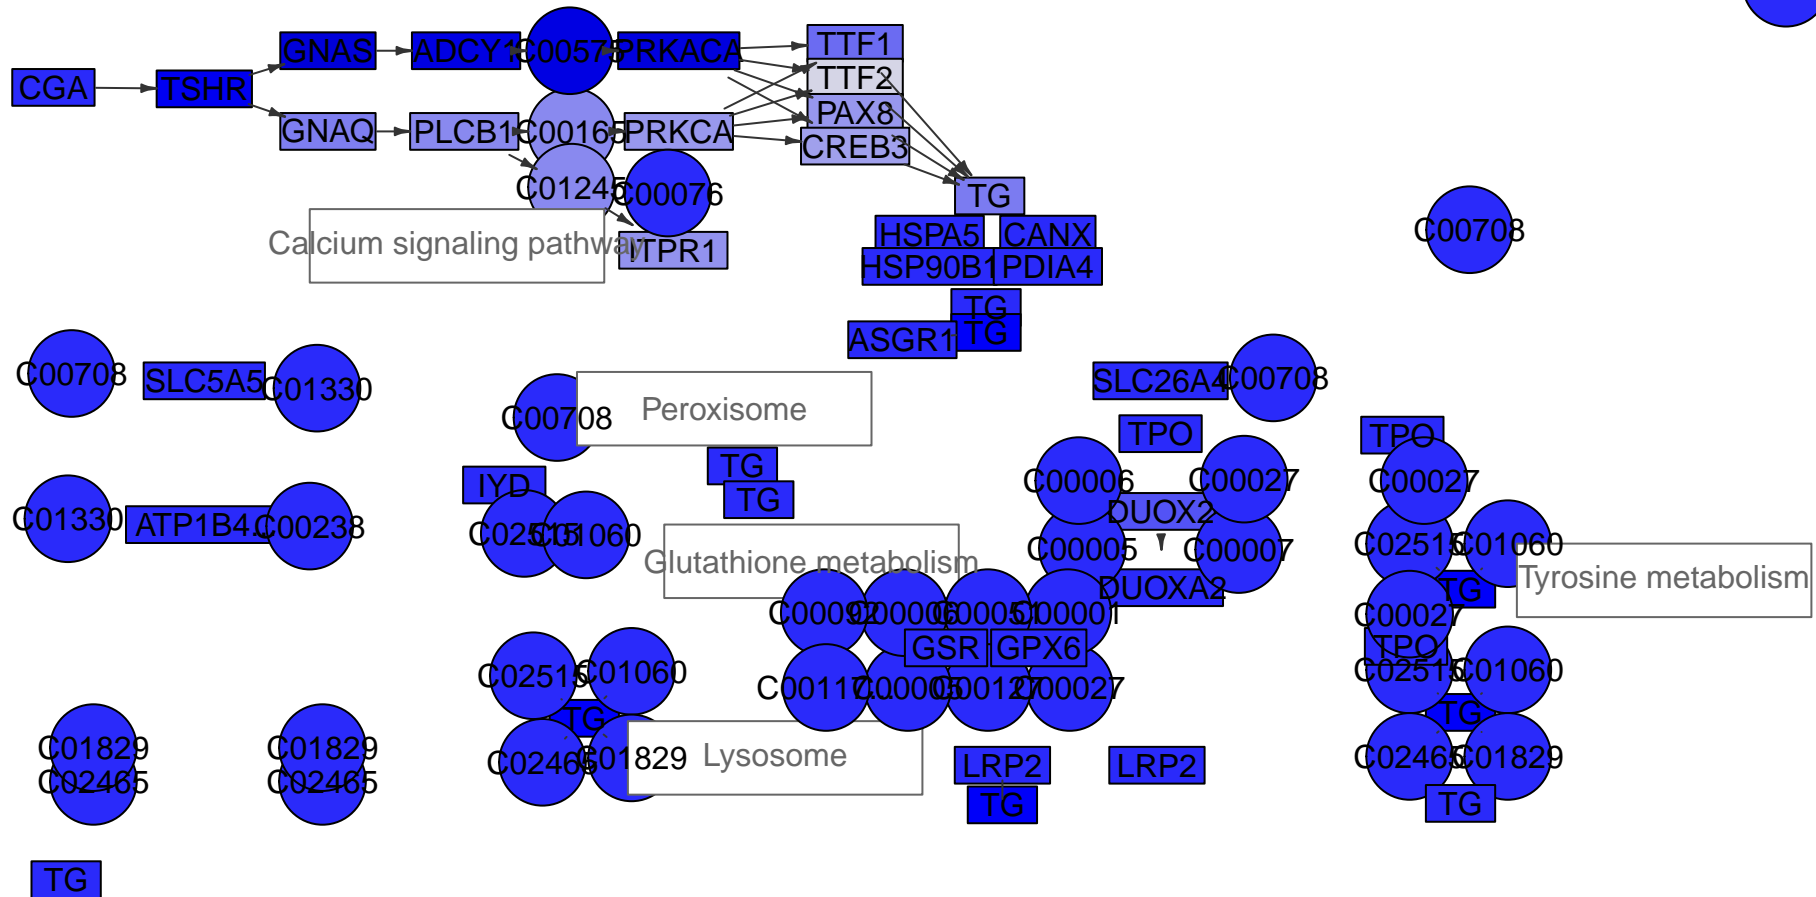 TTF1
GNAS
ADCY1
C00575
PRKACA
TTF2
CGA
TSHR
PAX8
GNAQ
PLCB1
C00165
PRKCA
CREB3
C01245
C00076
TG
C00708
HSPA5
CANX
Calcium signaling pathway
ITPR1
HSP90B1
PDIA4
TG
TG
ASGR1
C00708
SLC5A5
C01330
SLC26A4
C00708
C00708
Peroxisome
TPO
TPO
TG
C00006
C00027
C00027
IYD
TG
DUOX2
C01330
ATP1B4...
C00238
C02515
C01060
C00005
C00007
C02515
C01060
Glutathione metabolism
Tyrosine metabolism
DUOXA2
TG
C00092
C00006
C00051
C00001
C00027
GSR
GPX6
TPO
C02515
C01060
C00117...
C00005
C00127
C00027
C02515
C01060
TG
TG
C01829
C01829
C02465
C01829
Lysosome
LRP2
LRP2
C02465
C01829
C02465
C02465
TG
TG
TG